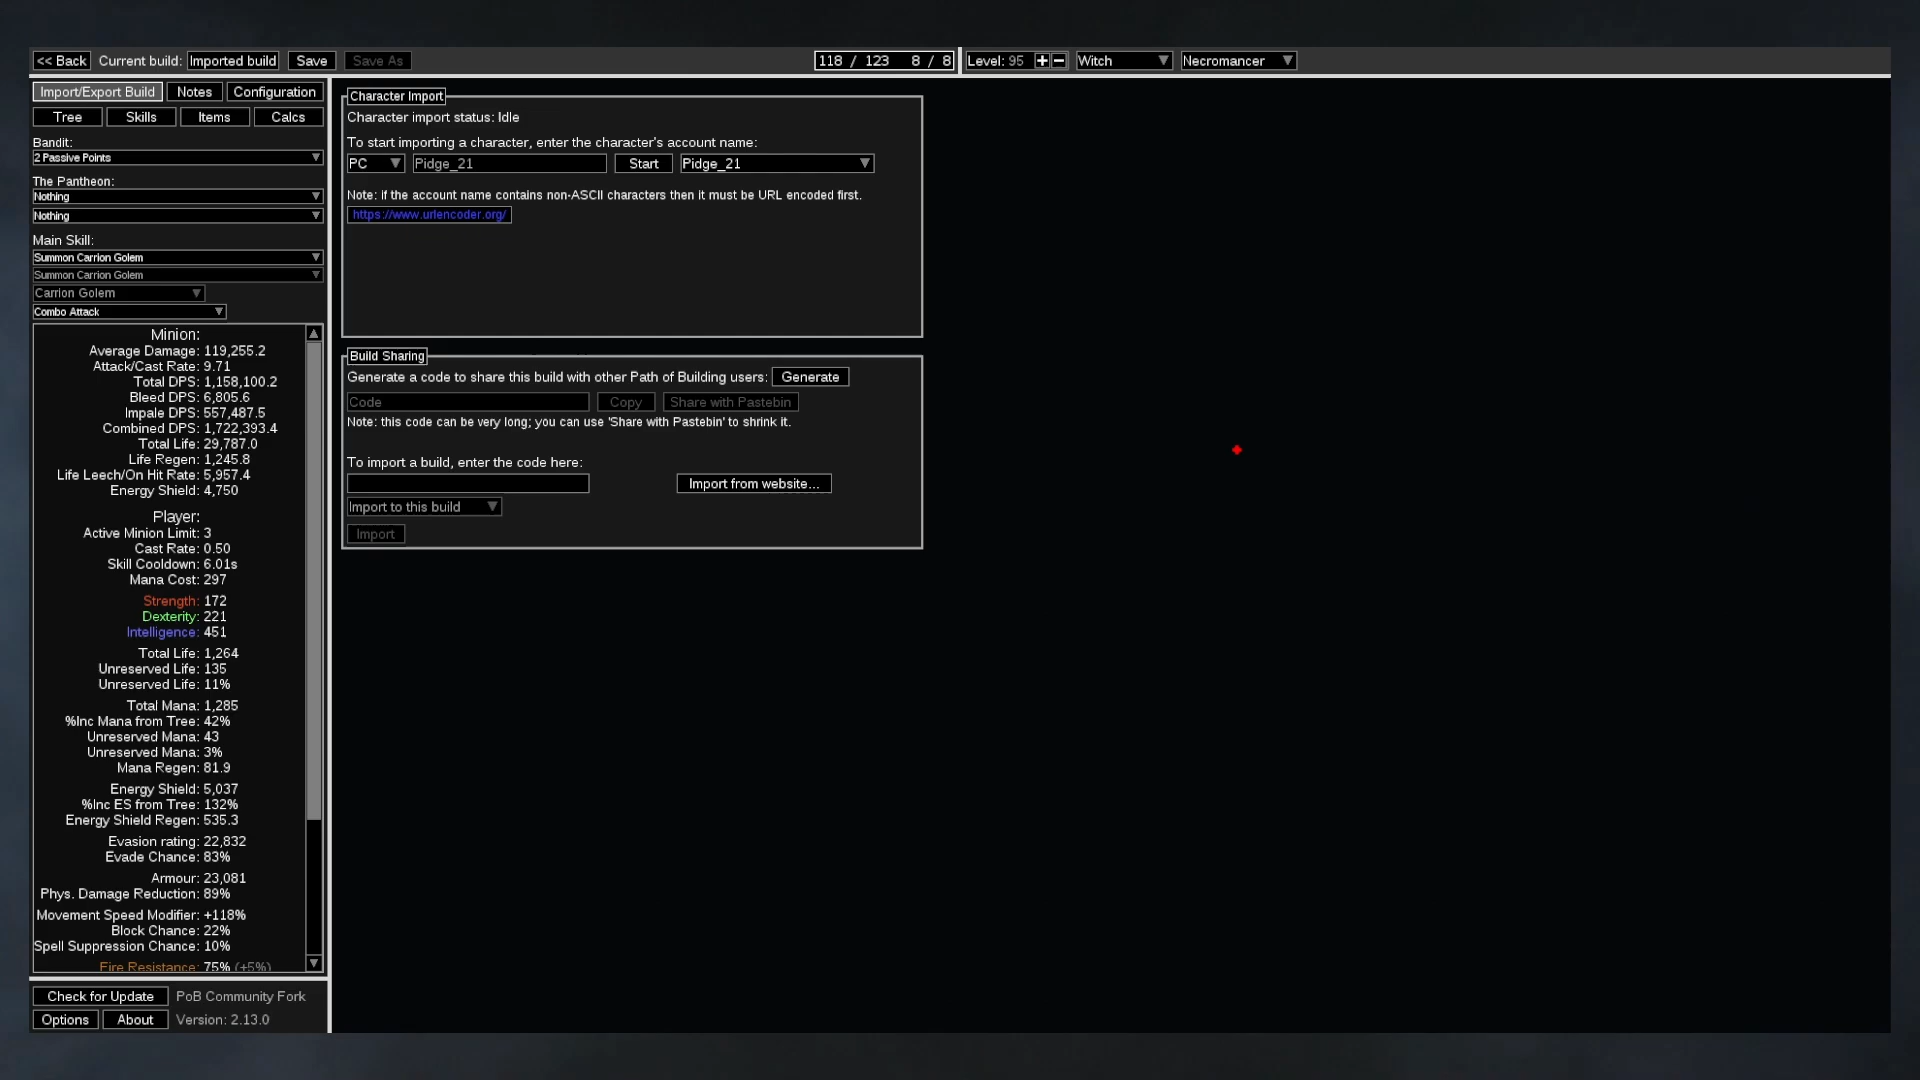 << Back Current build: Imported build Save Save As 118 / 123 8 / 8 Level: 95 Witch Necromancer
Import/Export Build Notes Configuration
Tree Skills Items Calcs
Bandit:
2 Passive Points
The Pantheon:
Nothing
Nothing
Main Skill:
Summon Carrion Golem
Summon Carrion Golem
Carrion Golem
Combo Attack
Minion:
Average Damage: 119,255.2
Attack/Cast Rate: 9.71
Total DPS: 1,158,100.2
Bleed DPS: 6,805.6
Impale DPS: 557,487.5
Combined DPS: 1,722,393.4
Total Life: 29,787.0
Life Regen: 1,245.8
Life Leech/On Hit Rate: 5,957.4
Energy Shield: 4,750
Player:
Active Minion Limit: 3
Cast Rate: 0.50
Skill Cooldown: 6.01s
Mana Cost: 297
Strength: 172
Dexterity: 221
Intelligence: 451
Total Life: 1,264
Unreserved Life: 135
Unreserved Life: 11%
Total Mana: 1,285
%Inc Mana from Tree: 42%
Unreserved Mana: 43
Unreserved Mana: 3%
Mana Regen: 81.9
Energy Shield: 5,037
%Inc ES from Tree: 132%
Energy Shield Regen: 535.3
Evasion rating: 22,832
Evade Chance: 83%
Armour: 23,081
Phys. Damage Reduction: 89%
Movement Speed Modifier: +118%
Block Chance: 22%
Spell Suppression Chance: 10%
Fire Resistance: 75% (+5%)
Check for Update PoB Community Fork
Options About Version: 2.13.0
Character Import
Character import status: Idle
To start importing a character, enter the character's account name:
PC Pidge_21 Start Pidge_21
Note: if the account name contains non-ASCII characters then it must be URL encoded first.
https://www.urlencoder.org/
Build Sharing
Generate a code to share this build with other Path of Building users: Generate
Code Copy Share with Pastebin
Note: this code can be very long; you can use 'Share with Pastebin' to shrink it.
To import a build, enter the code here:
Import from website...
Import to this build
Import